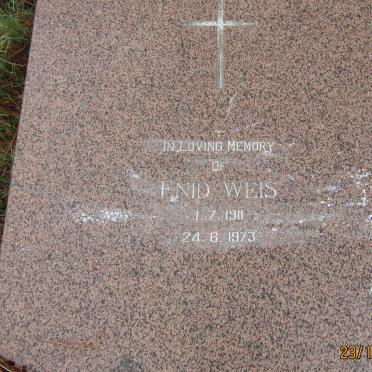 IN LOVING MEMORY
OF
ENID WEIS
1.7.1911
24.8.1973
23/1